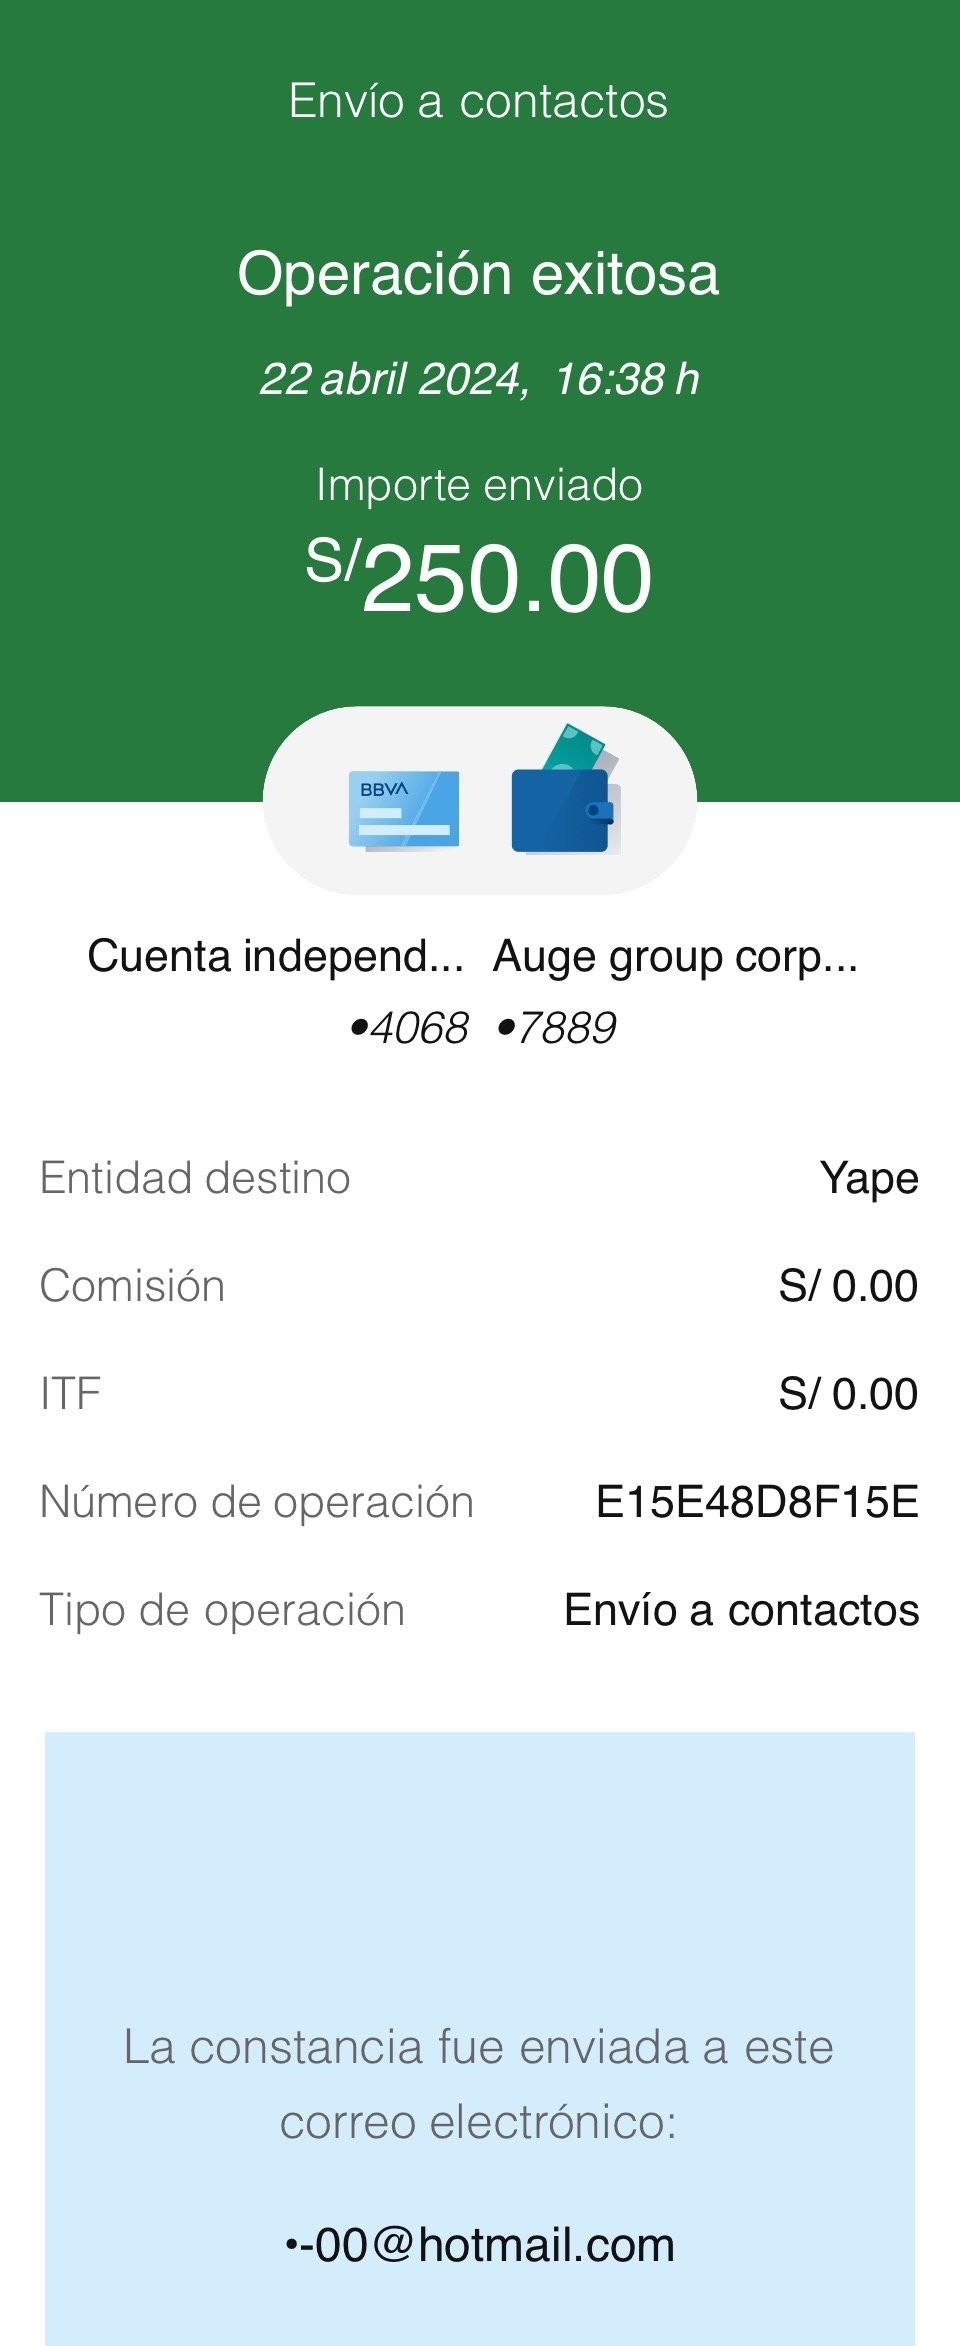 Envío a contactos
Operación exitosa
22 abril 2024, 16:38 h
Importe enviado
S/250.00
BBVA
Cuenta independ... Auge group corp...
•4068 •7889
Entidad destino Yape
Comisión S/ 0.00
ITF S/ 0.00
Número de operación E15E48D8F15E
Tipo de operación Envío a contactos
La constancia fue enviada a este
correo electrónico:
•-00@hotmail.com